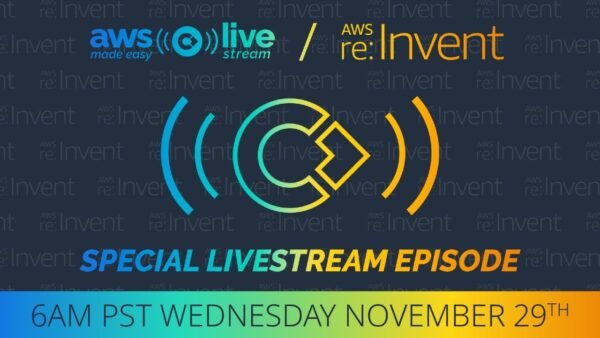 aws live / AWS
made easy stream re:Invent
SPECIAL LIVESTREAM EPISODE
6AM PST WEDNESDAY NOVEMBER 29TH